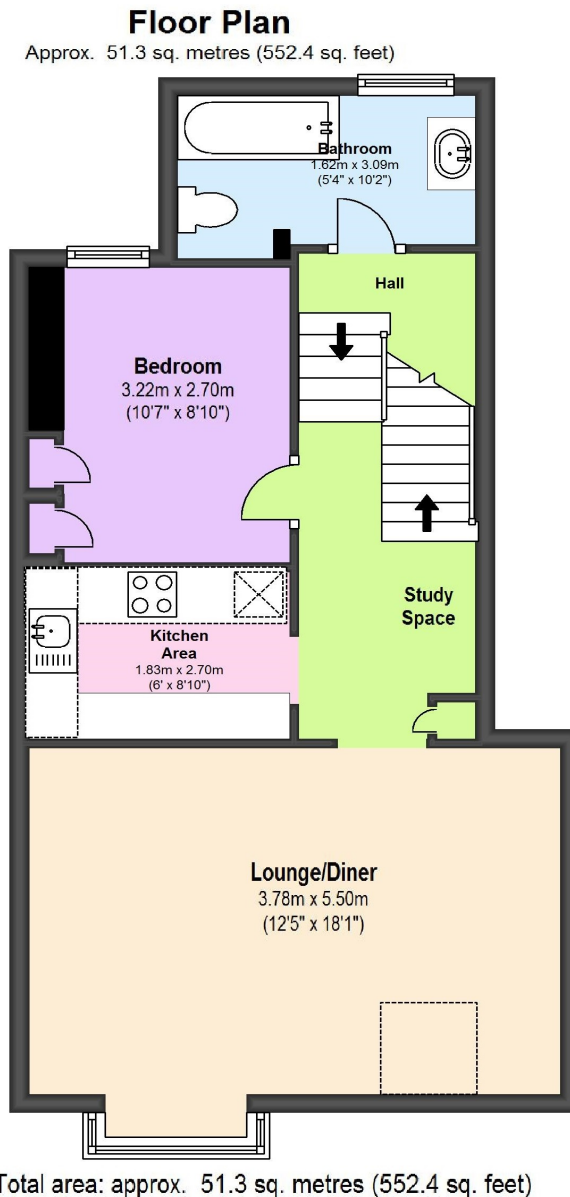 Floor Plan
Approx. 51.3 sq. metres (552.4 sq. feet)
Bathroom
1.62m x 3.09m
(5'4" x 10'2")
Hall
Bedroom
3.22m x 2.70m
(10'7" x 8'10")
Study
Space
Kitchen
Area
1.83m x 2.70m
(6' x 8'10")
Lounge/Diner
3.78m x 5.50m
(12'5" x 18'1")
Total area: approx. 51.3 sq. metres (552.4 sq. feet)